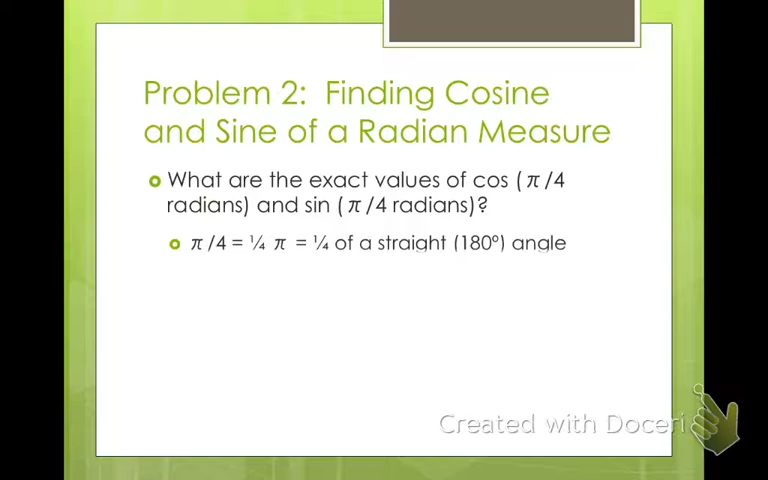 Problem 2: Finding Cosine
and Sine of a Radian Measure
What are the exact values of cos (π/4
radians) and sin (π/4 radians)?
π/4 = ¼ π = ¼ of a straight (180º) angle
Created with Doceri